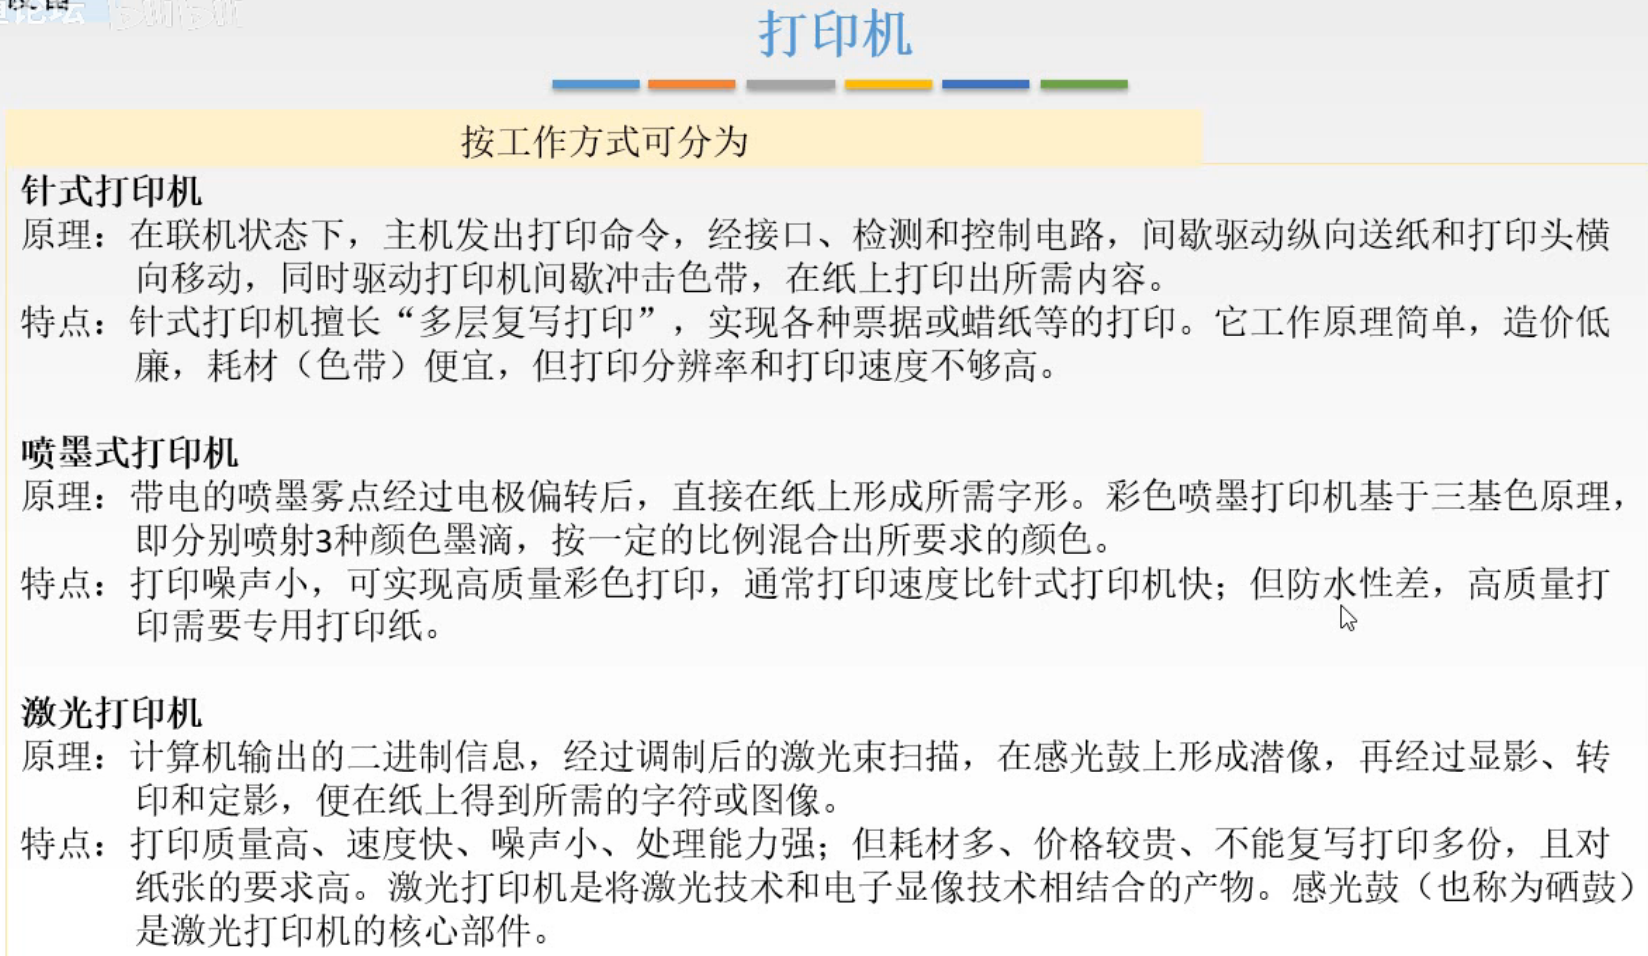 打印机
按工作方式可分为
针式打印机
原理：在联机状态下，主机发出打印命令，经接口、检测和控制电路，间歇驱动纵向送纸和打印头横
向移动，同时驱动打印机间歇冲击色带，在纸上打印出所需内容。
特点：针式打印机擅长“多层复写打印”，实现各种票据或蜡纸等的打印。它工作原理简单，造价低
廉，耗材（色带）便宜，但打印分辨率和打印速度不够高。
喷墨式打印机
原理：带电的喷墨雾点经过电极偏转后，直接在纸上形成所需字形。彩色喷墨打印机基于三基色原理，
即分别喷射3种颜色墨滴，按一定的比例混合出所要求的颜色。
特点：打印噪声小，可实现高质量彩色打印，通常打印速度比针式打印机快；但防水性差，高质量打
印需要专用打印纸。
激光打印机
原理：计算机输出的二进制信息，经过调制后的激光束扫描，在感光鼓上形成潜像，再经过显影、转
印和定影，便在纸上得到所需的字符或图像。
特点：打印质量高、速度快、噪声小、处理能力强；但耗材多、价格较贵、不能复写打印多份，且对
纸张的要求高。激光打印机是将激光技术和电子显像技术相结合的产物。感光鼓（也称为硒鼓）
是激光打印机的核心部件。